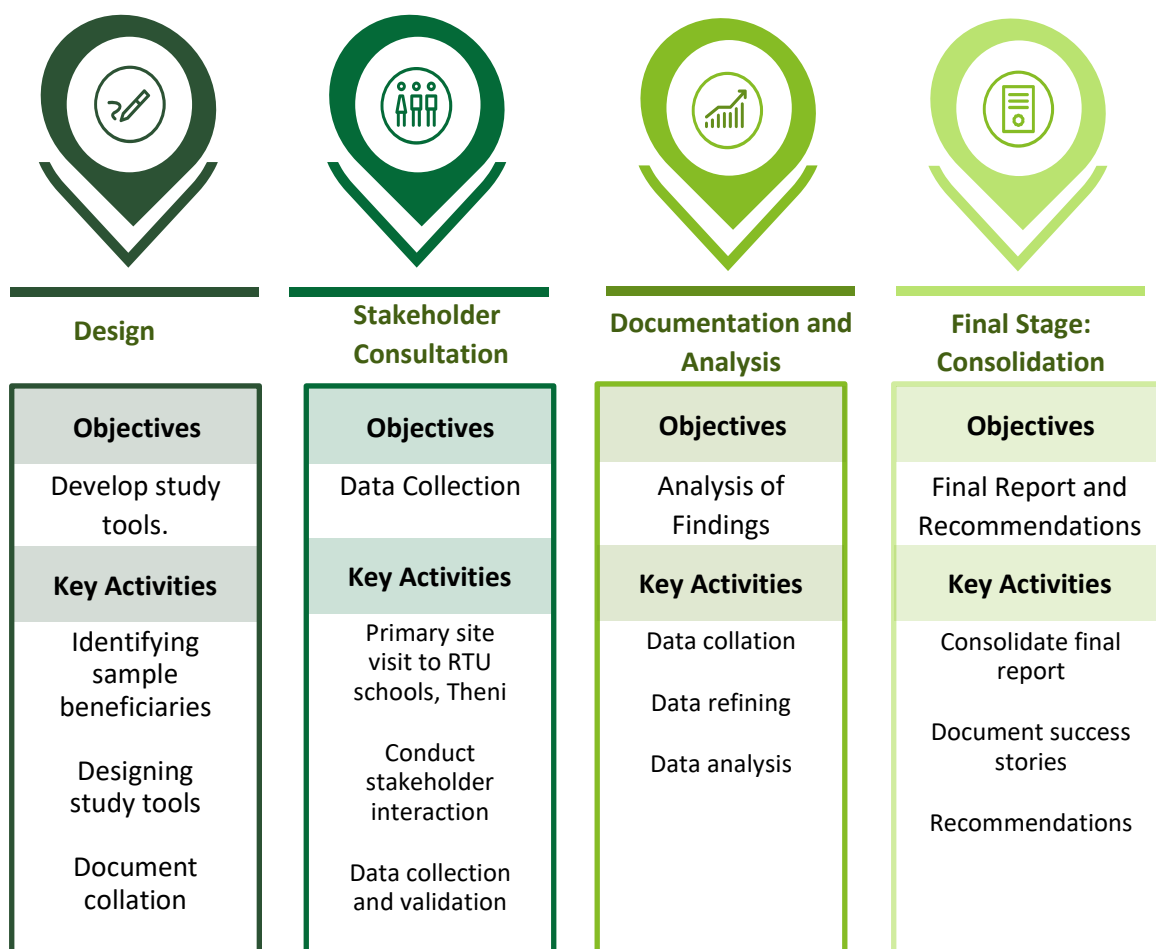 Design
Objectives
Develop study
tools.
Key Activities
Identifying
sample
beneficiaries
Designing
study tools
Document
collation
Stakeholder
Consultation
Objectives
Data Collection
Key Activities
Primary site
visit to RTU
schools, Theni
Conduct
stakeholder
interaction
Data collection
and validation
Documentation and
Analysis
Objectives
Analysis of
Findings
Key Activities
Data collation
Data refining
Data analysis
Final Stage:
Consolidation
Objectives
Final Report and
Recommendations
Key Activities
Consolidate final
report
Document success
stories
Recommendations